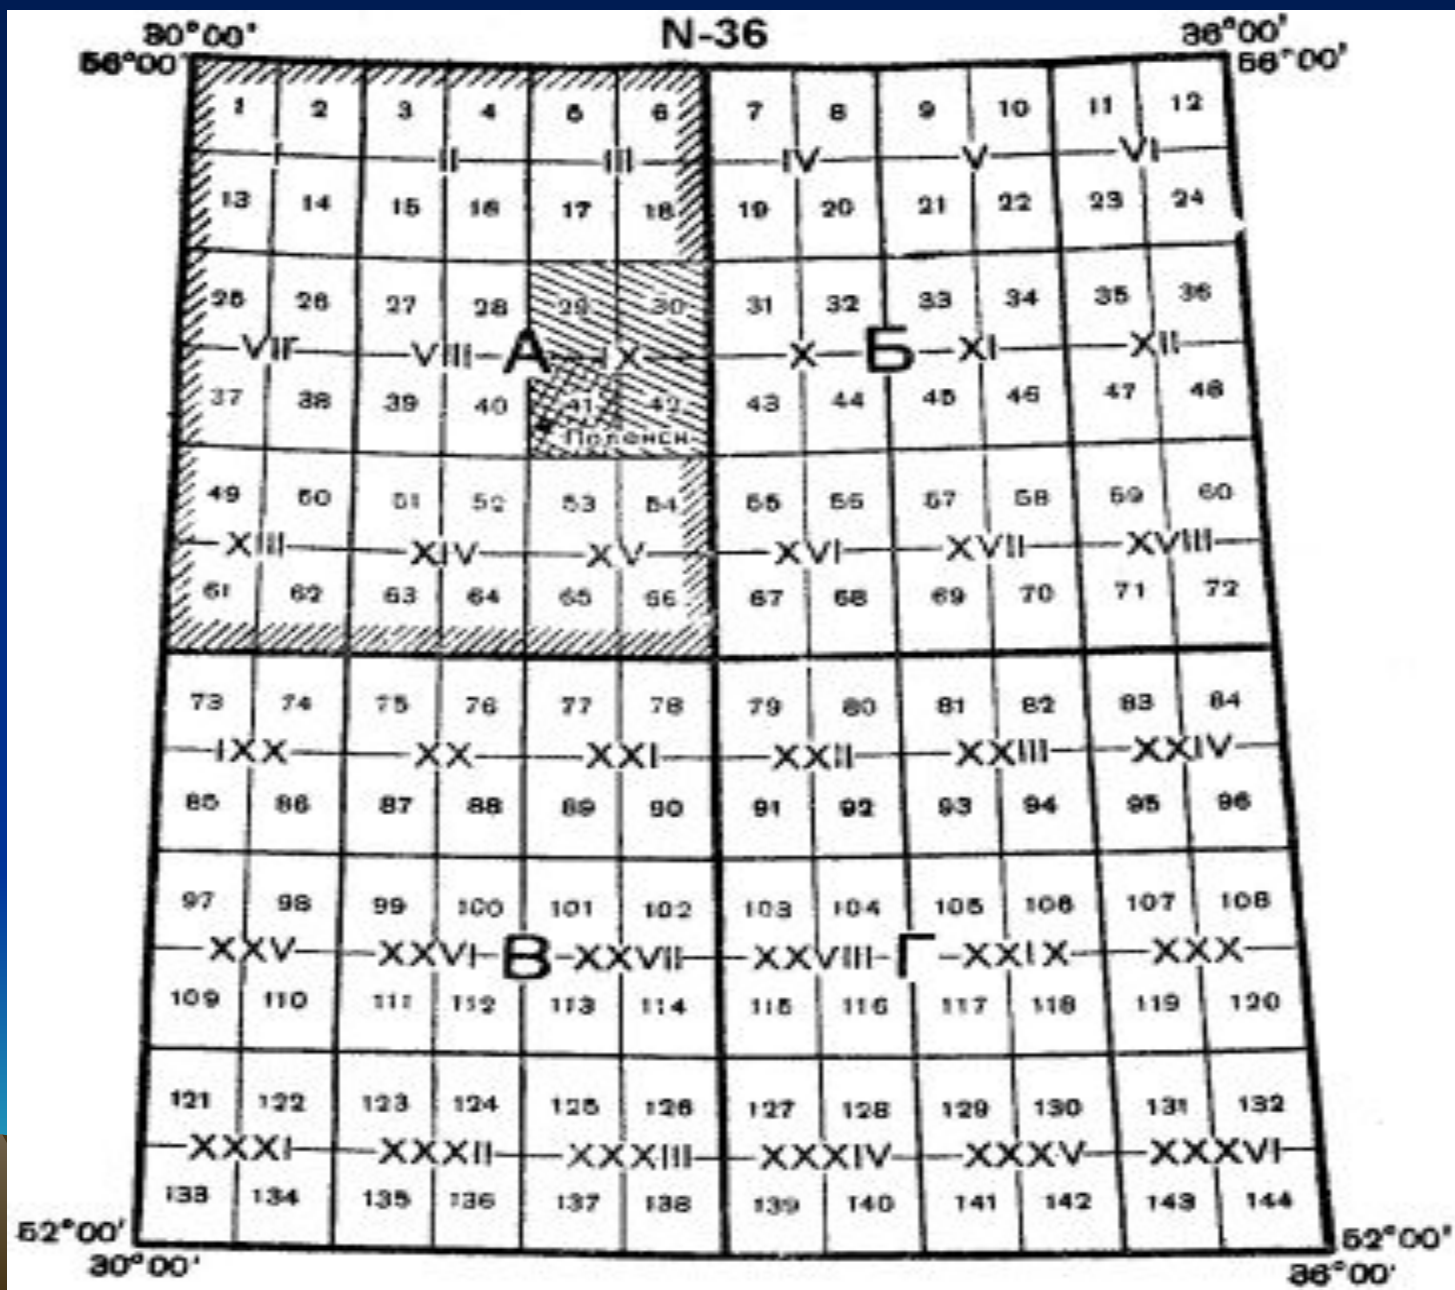 N-36
30°00' 36°00'
56°00' 56°00'
1 2 3 4 5 6 7 8 9 10 11 12
II III IV V VI
13 14 15 16 17 18 19 20 21 22 23 24
25 26 27 28 29 30 31 32 33 34 35 36
VII VIII А IX X Б XI XII
37 38 39 40 41 42 43 44 45 46 47 48
49 50 51 52 53 54 55 56 57 58 59 60
XIII XIV XV XVI XVII XVIII
61 62 63 64 65 66 67 68 69 70 71 72
73 74 75 76 77 78 79 80 81 82 83 84
IXX XX XXI XXII XXIII XXIV
85 86 87 88 89 90 91 92 93 94 95 96
97 98 99 100 101 102 103 104 105 106 107 108
XXV XXVI В XXVII XXVIII Г XXIX XXX
109 110 111 112 113 114 115 116 117 118 119 120
121 122 123 124 125 126 127 128 129 130 131 132
XXXI XXXII XXXIII XXXIV XXXV XXXVI
133 134 135 136 137 138 139 140 141 142 143 144
52°00' 52°00'
30°00' 36°00'